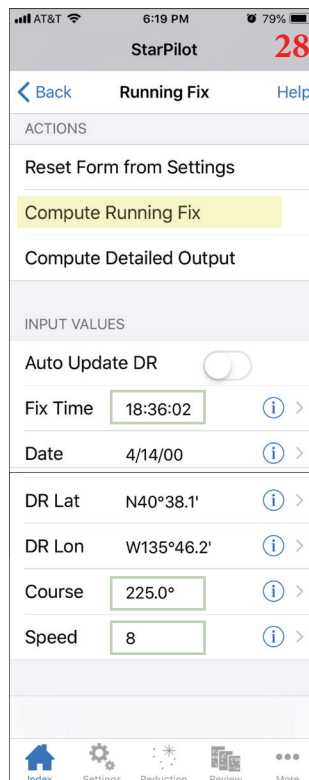 AT&T 6:19 PM 79%
StarPilot 28
Back Running Fix Help
ACTIONS
Reset Form from Settings
Compute Running Fix
Compute Detailed Output
INPUT VALUES
Auto Update DR
Fix Time 18:36:02
Date 4/14/00
DR Lat N40°38.1'
DR Lon W135°46.2'
Course 225.0°
Speed 8
Index Settings Reduction Review More